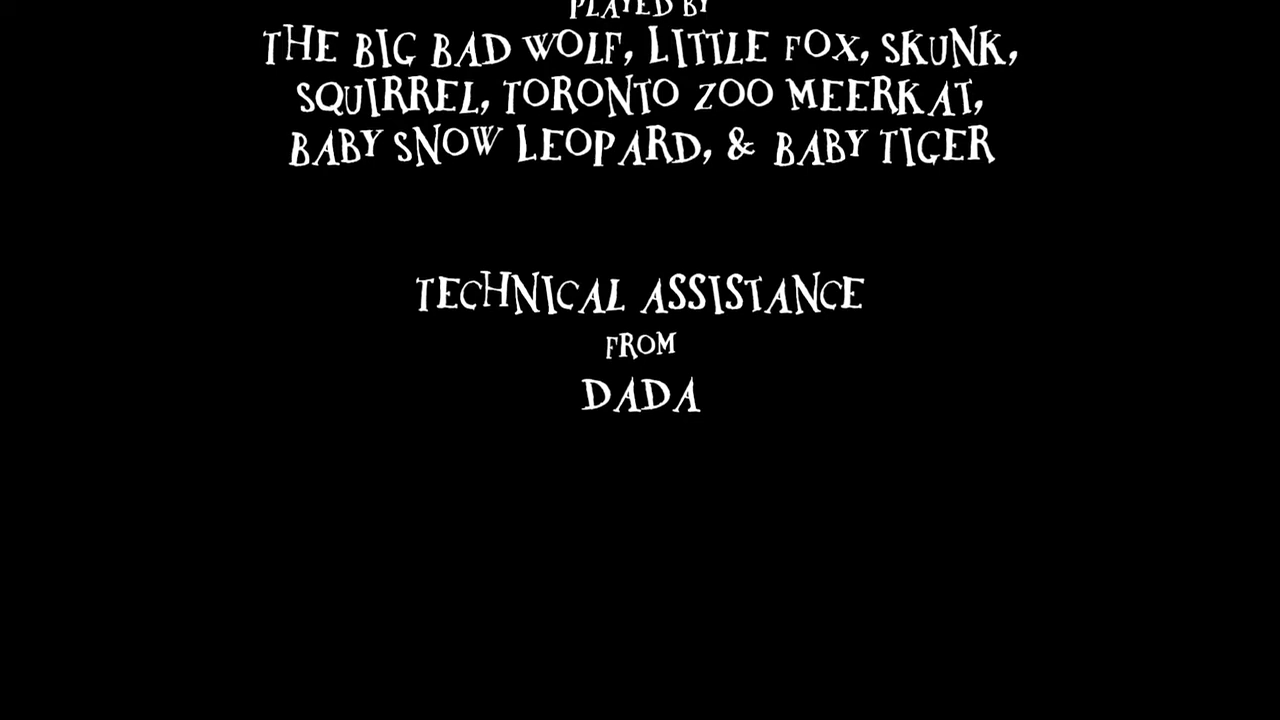 PLAYED BY
THE BIG BAD WOLF, LITTLE FOX, SKUNK,
SQUIRREL, TORONTO ZOO MEERKAT,
BABY SNOW LEOPARD, & BABY TIGER
TECHNICAL ASSISTANCE
FROM
DADA